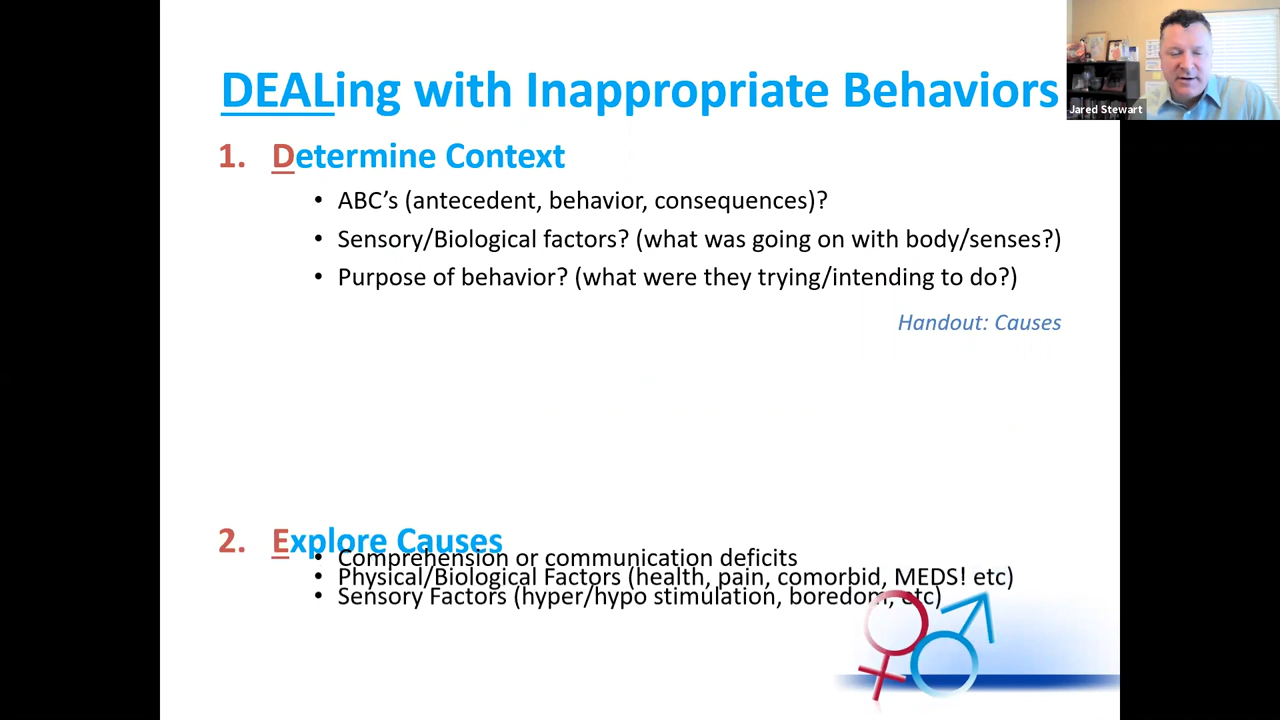 DEALing with Inappropriate Behaviors
Jared Stewart
1. Determine Context
• ABC’s (antecedent, behavior, consequences)?
• Sensory/Biological factors? (what was going on with body/senses?)
• Purpose of behavior? (what were they trying/intending to do?)
Handout: Causes
2. Explore Causes
• Comprehension or communication deficits
• Physical/Biological Factors (health, pain, comorbid, MEDS! etc)
• Sensory Factors (hyper/hypo stimulation, boredom, etc)